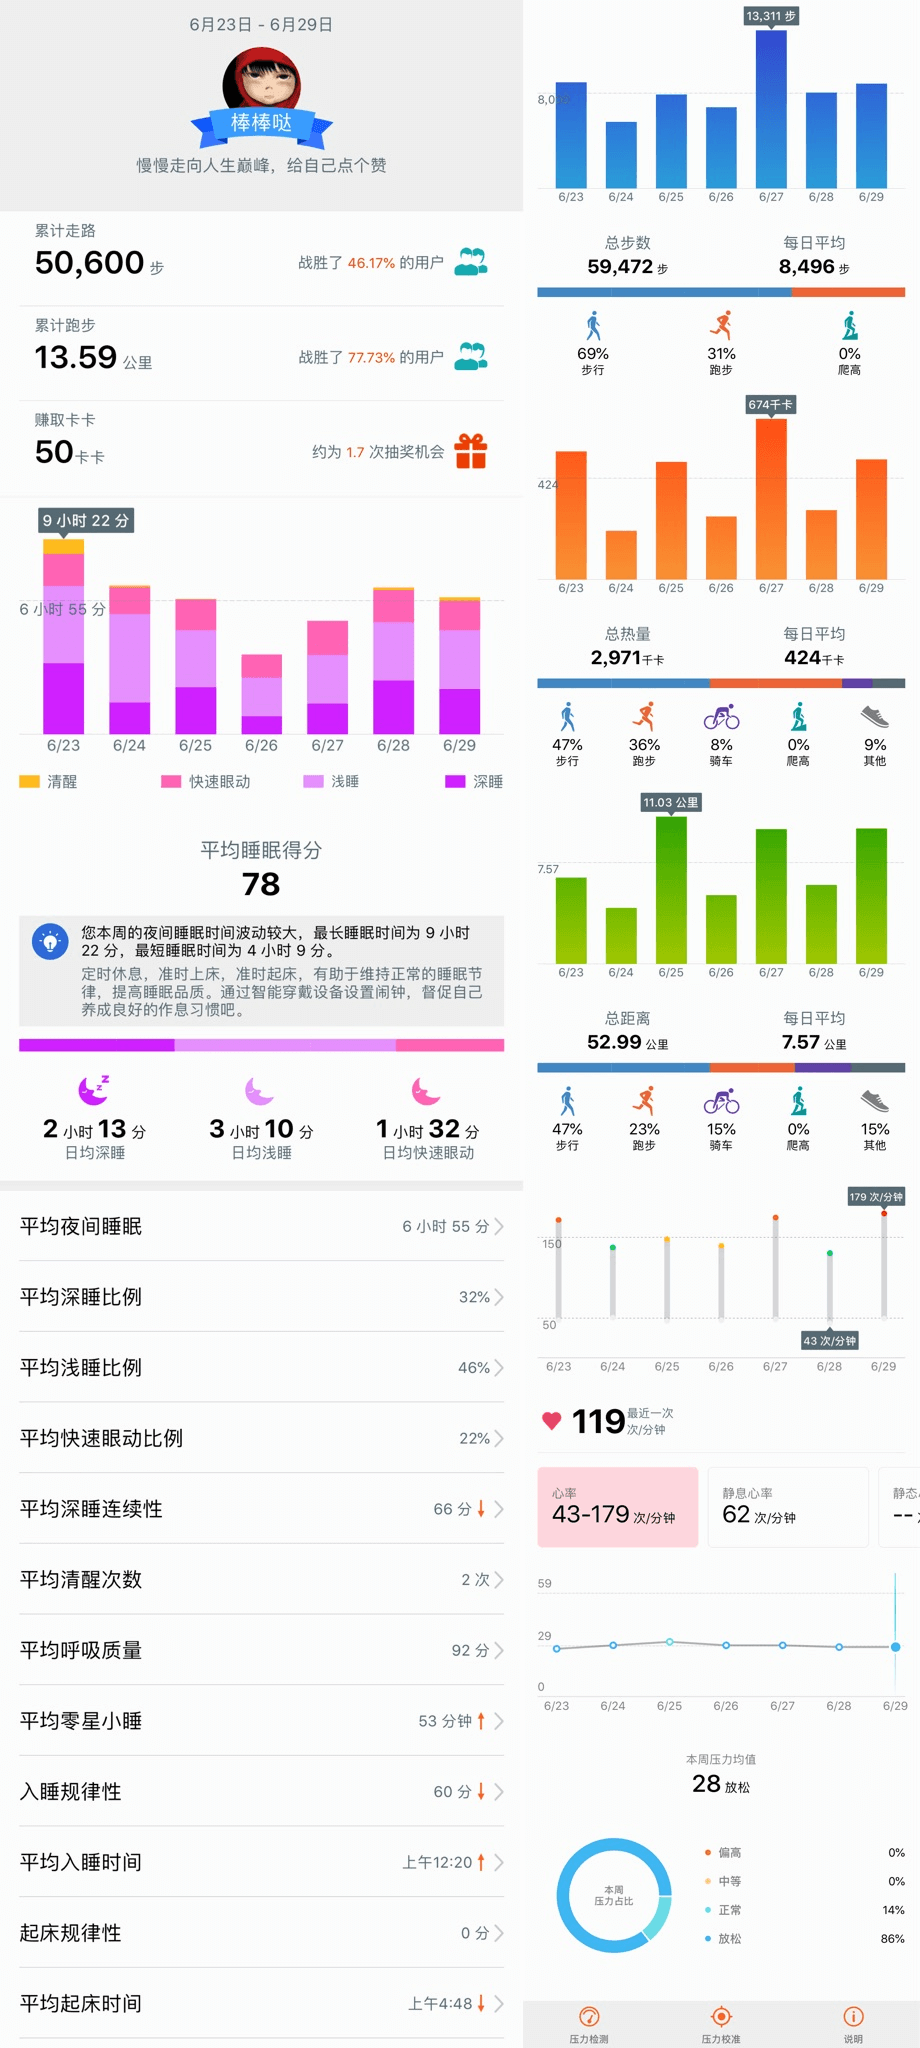 6月23日 - 6月29日
棒棒哒
慢慢走向人生巅峰，给自己点个赞
累计走路
50,600 步
战胜了 46.17% 的用户
累计跑步
13.59 公里
战胜了 77.73% 的用户
赚取卡卡
50卡卡
约为 1.7 次抽奖机会
9 小时 22 分
6 小时 55 分
6/23 6/24 6/25 6/26 6/27 6/28 6/29
清醒 快速眼动 浅睡 深睡
平均睡眠得分
78
您本周的夜间睡眠时间波动较大，最长睡眠时间为 9 小时
22 分，最短睡眠时间为 4 小时 9 分。
定时休息，准时上床，准时起床，有助于维持正常的睡眠节
律，提高睡眠品质。通过智能穿戴设备设置闹钟，督促自己
养成良好的作息习惯吧。
2 小时 13 分 3 小时 10 分 1 小时 32 分
日均深睡 日均浅睡 日均快速眼动
平均夜间睡眠 6 小时 55 分
平均深睡比例 32%
平均浅睡比例 46%
平均快速眼动比例 22%
平均深睡连续性 66 分
平均清醒次数 2 次
平均呼吸质量 92 分
平均零星小睡 53 分钟
入睡规律性 60 分
平均入睡时间 上午12:20
起床规律性 0 分
平均起床时间 上午4:48
13,311 步
6/23 6/24 6/25 6/26 6/27 6/28 6/29
总步数 每日平均
59,472 步 8,496 步
69% 31% 0%
步行 跑步 爬高
674千卡
424
6/23 6/24 6/25 6/26 6/27 6/28 6/29
总热量 每日平均
2,971千卡 424千卡
47% 36% 8% 0% 9%
步行 跑步 骑车 爬高 其他
11.03 公里
7.57
6/23 6/24 6/25 6/26 6/27 6/28 6/29
总距离 每日平均
52.99 公里 7.57 公里
47% 23% 15% 0% 15%
步行 跑步 骑车 爬高 其他
179 次/分钟
150
50
43 次/分钟
6/23 6/24 6/25 6/26 6/27 6/28 6/29
119 最近一次
次/分钟
心率 静息心率 静态
43-179 次/分钟 62 次/分钟 --
59
29
0
6/23 6/24 6/25 6/26 6/27 6/28 6/29
本周压力均值
28 放松
本周
压力占比
偏高 0%
中等 0%
正常 14%
放松 86%
压力检测 压力校准 说明